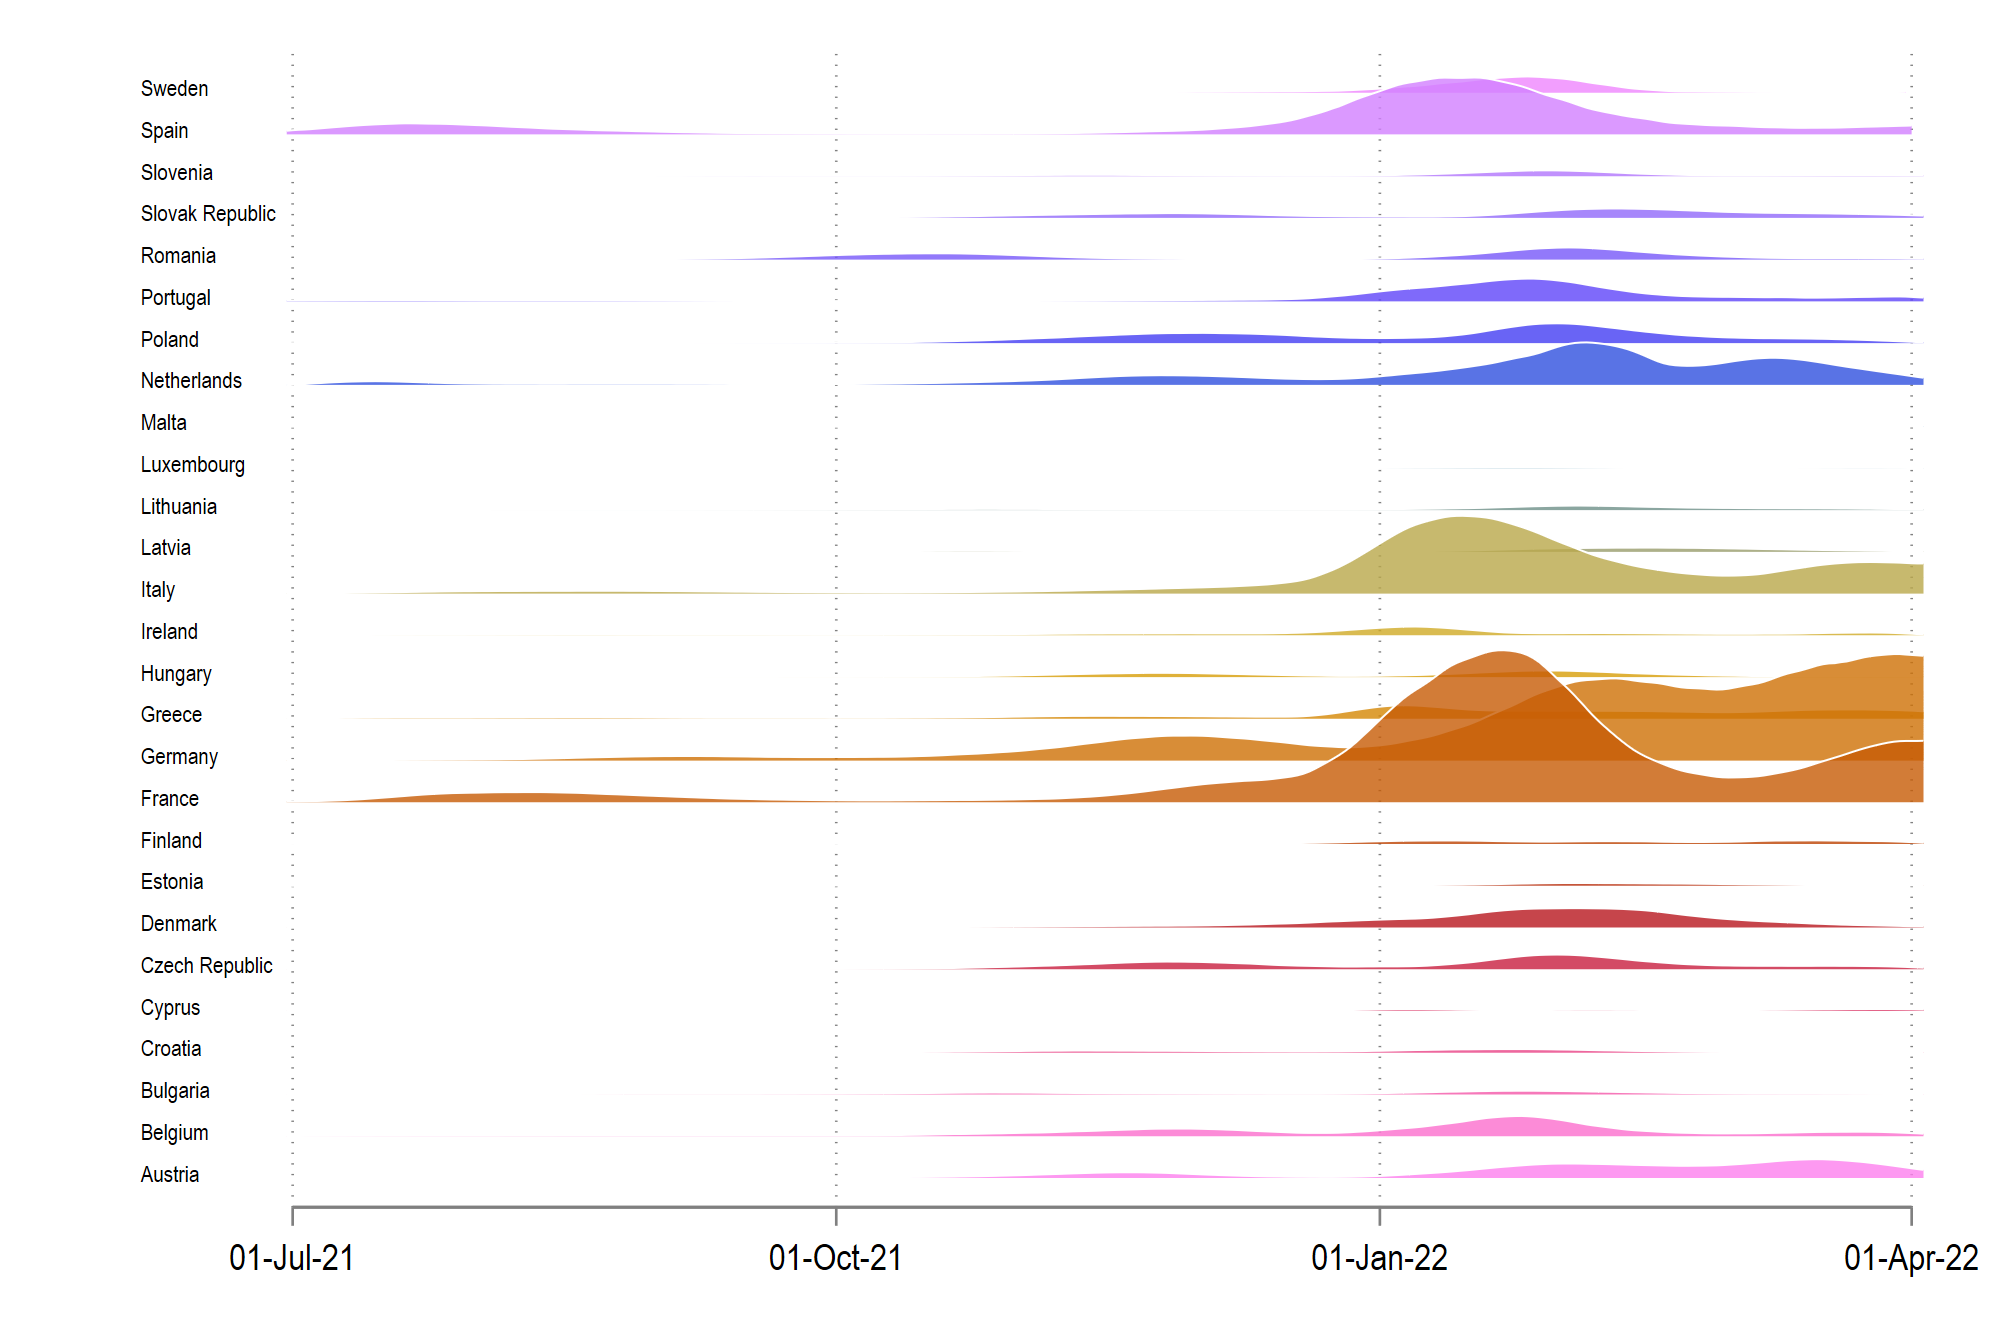 Sweden
Spain
Slovenia
Slovak Republic
Romania
Portugal
Poland
Netherlands
Malta
Luxembourg
Lithuania
Latvia
Italy
Ireland
Hungary
Greece
Germany
France
Finland
Estonia
Denmark
Czech Republic
Cyprus
Croatia
Bulgaria
Belgium
Austria
01-Jul-21 01-Oct-21 01-Jan-22 01-Apr-22